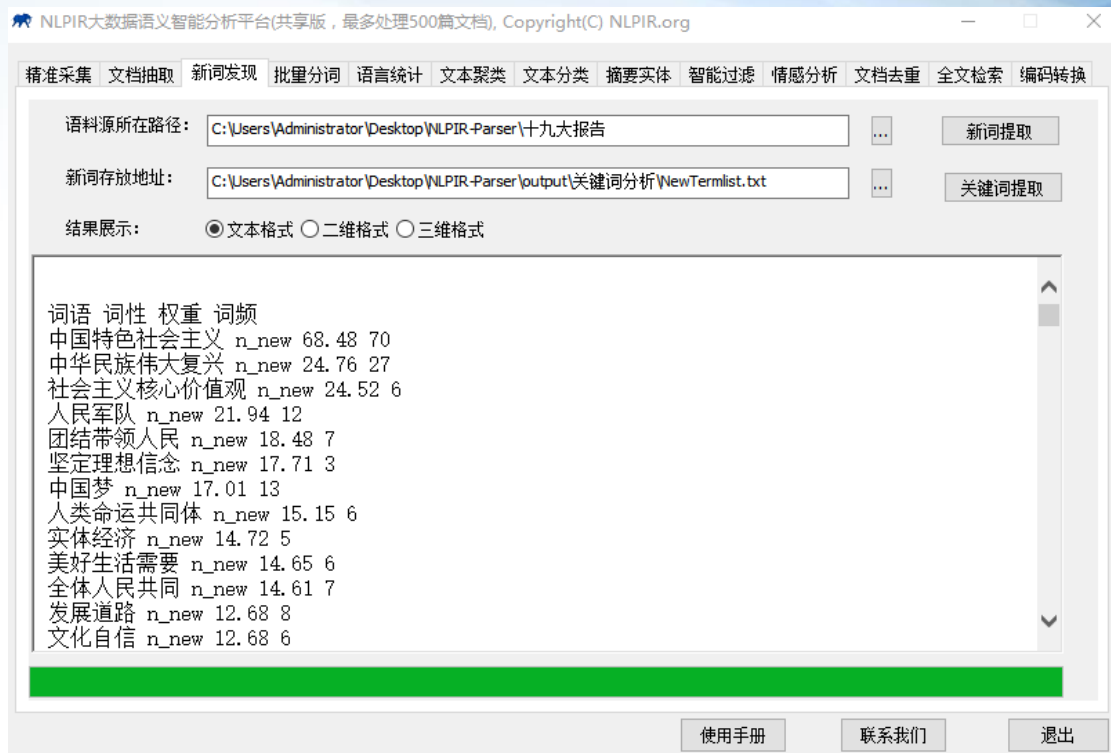 NLPIR大数据语义智能分析平台(共享版，最多处理500篇文档), Copyright(C) NLPIR.org
精准采集 文档抽取 新词发现 批量分词 语言统计 文本聚类 文本分类 摘要实体 智能过滤 情感分析 文档去重 全文检索 编码转换
语料源所在路径： C:\Users\Administrator\Desktop\NLPIR-Parser\十九大报告 ... 新词提取
新词存放地址： C:\Users\Administrator\Desktop\NLPIR-Parser\output\关键词分析\NewTermlist.txt ... 关键词提取
结果展示： 文本格式 二维格式 三维格式
词语 词性 权重 词频
中国特色社会主义 n_new 68.48 70
中华民族伟大复兴 n_new 24.76 27
社会主义核心价值观 n_new 24.52 6
人民军队 n_new 21.94 12
团结带领人民 n_new 18.48 7
坚定理想信念 n_new 17.71 3
中国梦 n_new 17.01 13
人类命运共同体 n_new 15.15 6
实体经济 n_new 14.72 5
美好生活需要 n_new 14.65 6
全体人民共同 n_new 14.61 7
发展道路 n_new 12.68 8
文化自信 n_new 12.68 6
使用手册 联系我们 退出